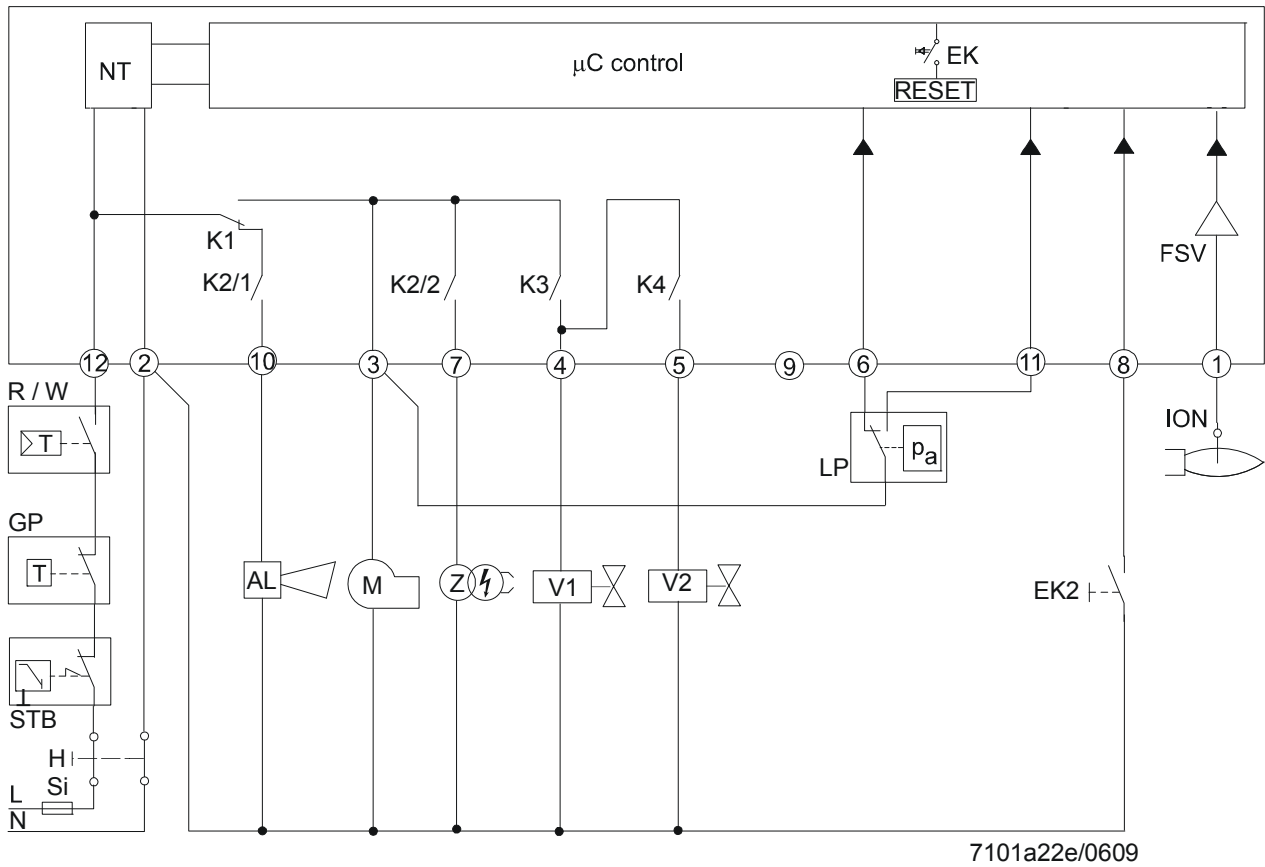 NT
μC control
EK
RESET
FSV
K1
K2/1
K2/2
K3
K4
12
2
10
3
7
4
5
9
6
11
8
1
R / W
T
ION
LP
pa
GP
T
AL
M
Z
V1
V2
EK2
STB
H
Si
L
N
7101a22e/0609